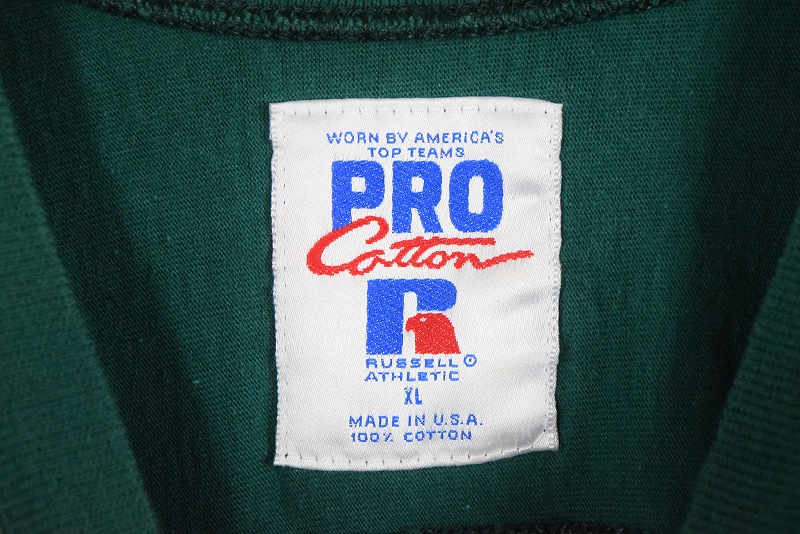 WORN BY AMERICA'S
TOP TEAMS
PRO
Cotton
R
RUSSELL ®
ATHLETIC
XL
MADE IN U.S.A.
100% COTTON